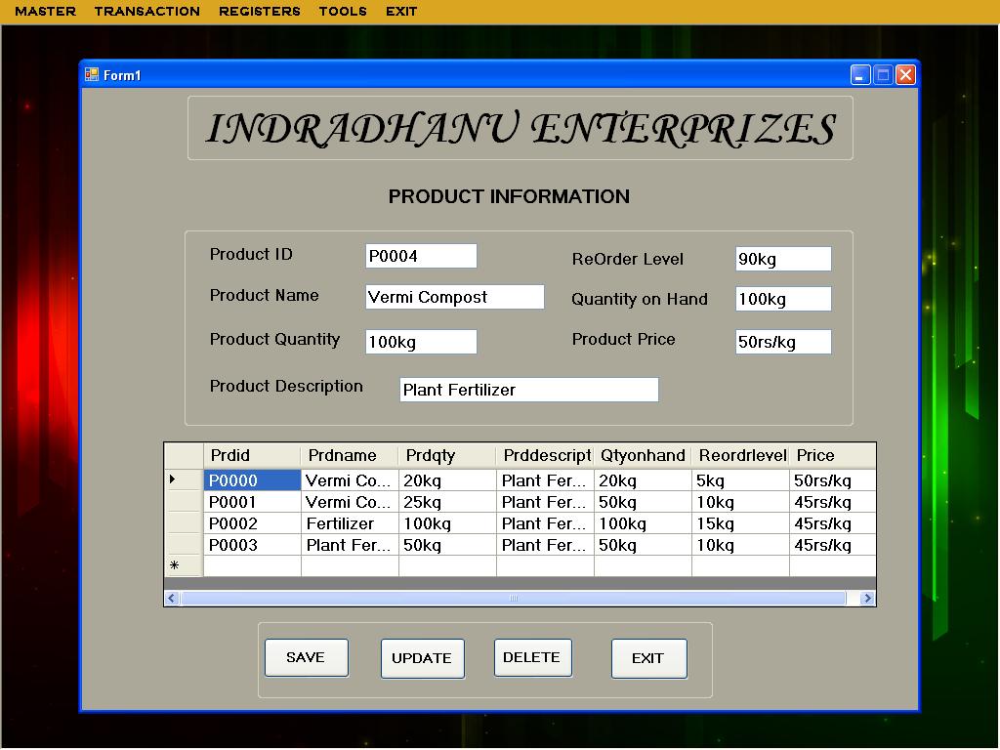 MASTER TRANSACTION REGISTERS TOOLS EXIT
Form1
INDRADHANU ENTERPRIZES
PRODUCT INFORMATION
Product ID P0004 ReOrder Level 90kg
Product Name Vermi Compost Quantity on Hand 100kg
Product Quantity 100kg Product Price 50rs/kg
Product Description Plant Fertilizer
Prdid Prdname Prdqty Prddescript Qtyonhand Reordrlevel Price
P0000 Vermi Co... 20kg Plant Fer... 20kg 5kg 50rs/kg
P0001 Vermi Co... 25kg Plant Fer... 50kg 10kg 45rs/kg
P0002 Fertilizer 100kg Plant Fer... 100kg 15kg 45rs/kg
P0003 Plant Fer... 50kg Plant Fer... 50kg 10kg 45rs/kg
*
SAVE UPDATE DELETE EXIT